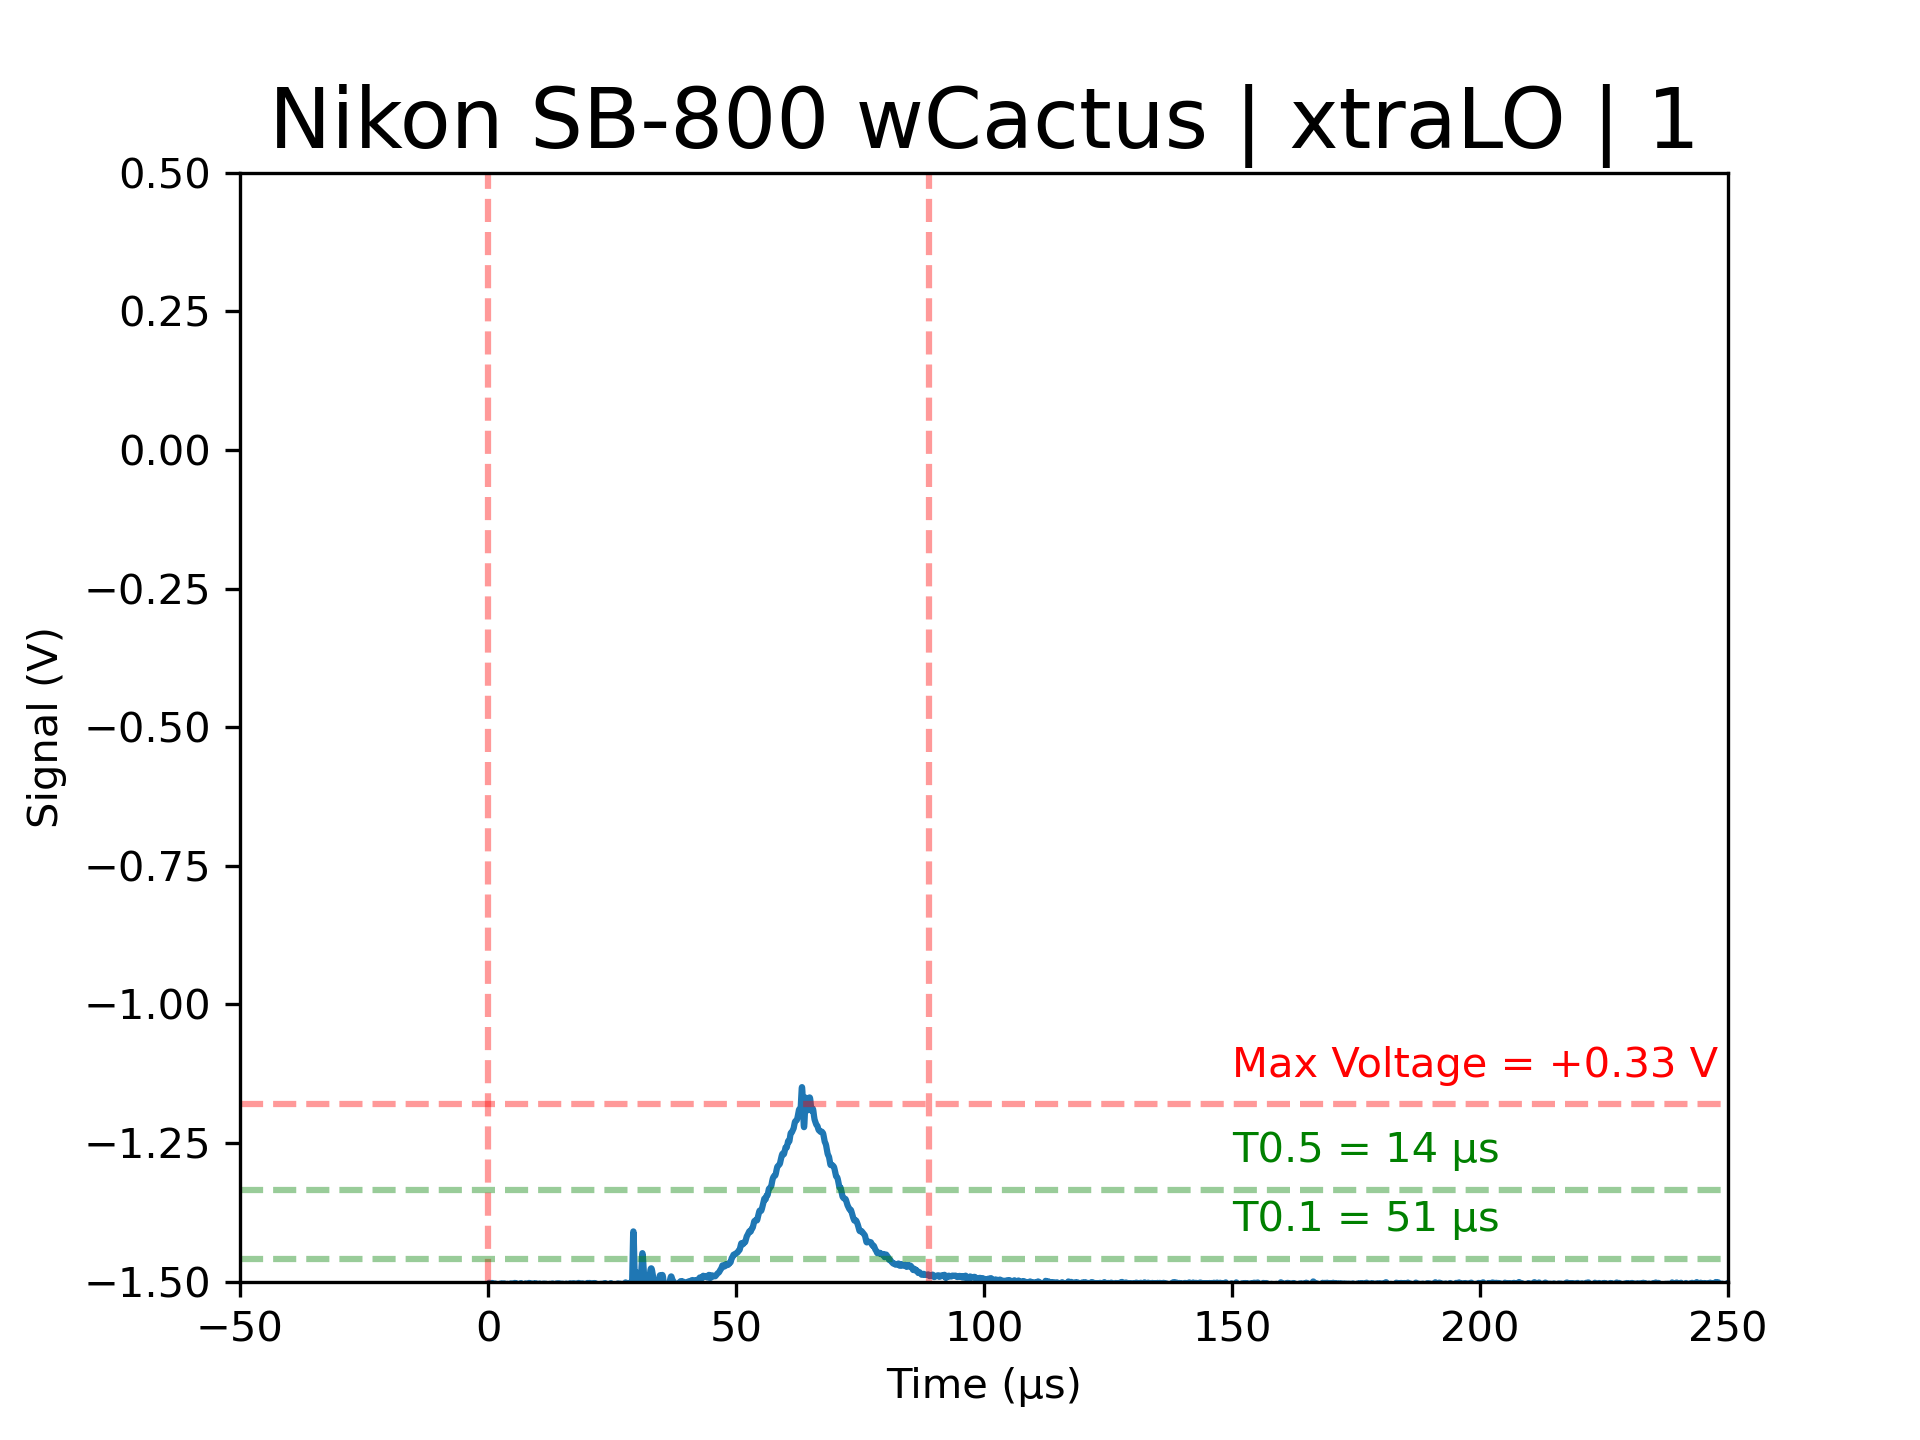 Nikon SB-800 wCactus | xtraLO | 1
0.50
0.25
0.00
−0.25
−0.50
−0.75
−1.00
−1.25
−1.50
Signal (V)
Max Voltage = +0.33 V
T0.5 = 14 µs
T0.1 = 51 µs
−50 0 50 100 150 200 250
Time (µs)